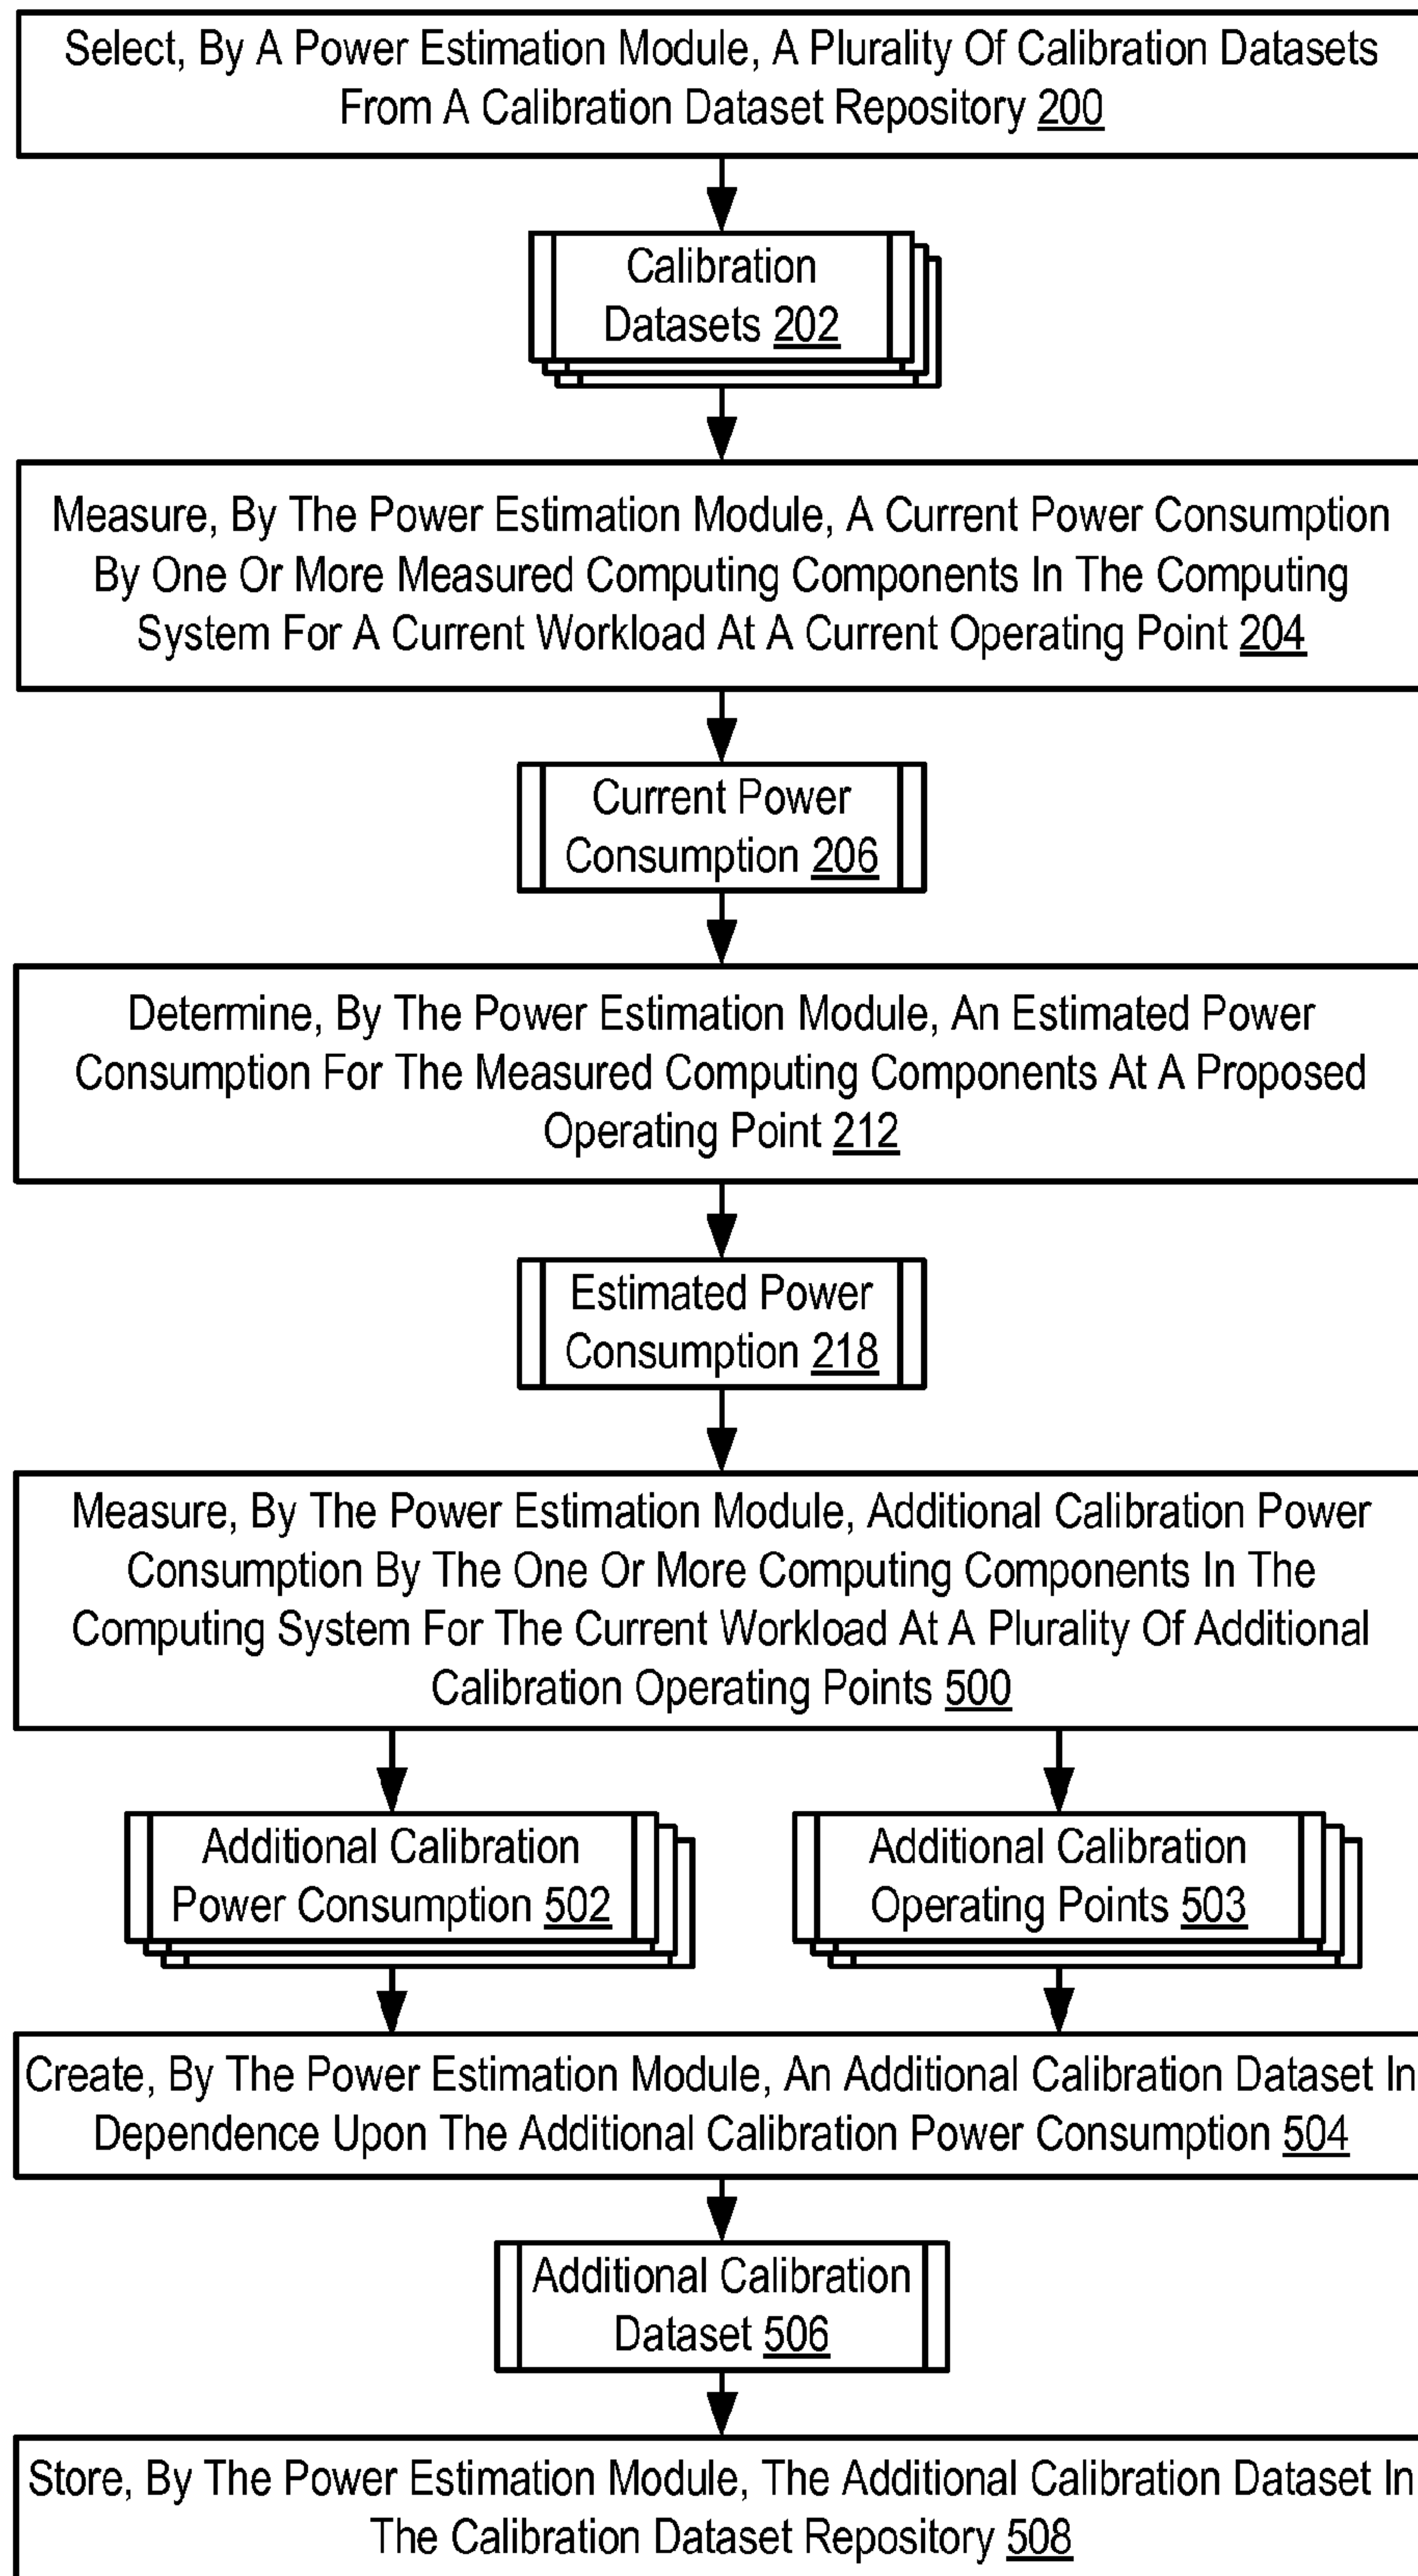 Select, By A Power Estimation Module, A Plurality Of Calibration Datasets
From A Calibration Dataset Repository 200
Calibration
Datasets 202
Measure, By The Power Estimation Module, A Current Power Consumption
By One Or More Measured Computing Components In The Computing
System For A Current Workload At A Current Operating Point 204
Current Power
Consumption 206
Determine, By The Power Estimation Module, An Estimated Power
Consumption For The Measured Computing Components At A Proposed
Operating Point 212
Estimated Power
Consumption 218
Measure, By The Power Estimation Module, Additional Calibration Power
Consumption By The One Or More Computing Components In The
Computing System For The Current Workload At A Plurality Of Additional
Calibration Operating Points 500
Additional Calibration
Power Consumption 502
Additional Calibration
Operating Points 503
Create, By The Power Estimation Module, An Additional Calibration Dataset In
Dependence Upon The Additional Calibration Power Consumption 504
Additional Calibration
Dataset 506
Store, By The Power Estimation Module, The Additional Calibration Dataset In
The Calibration Dataset Repository 508